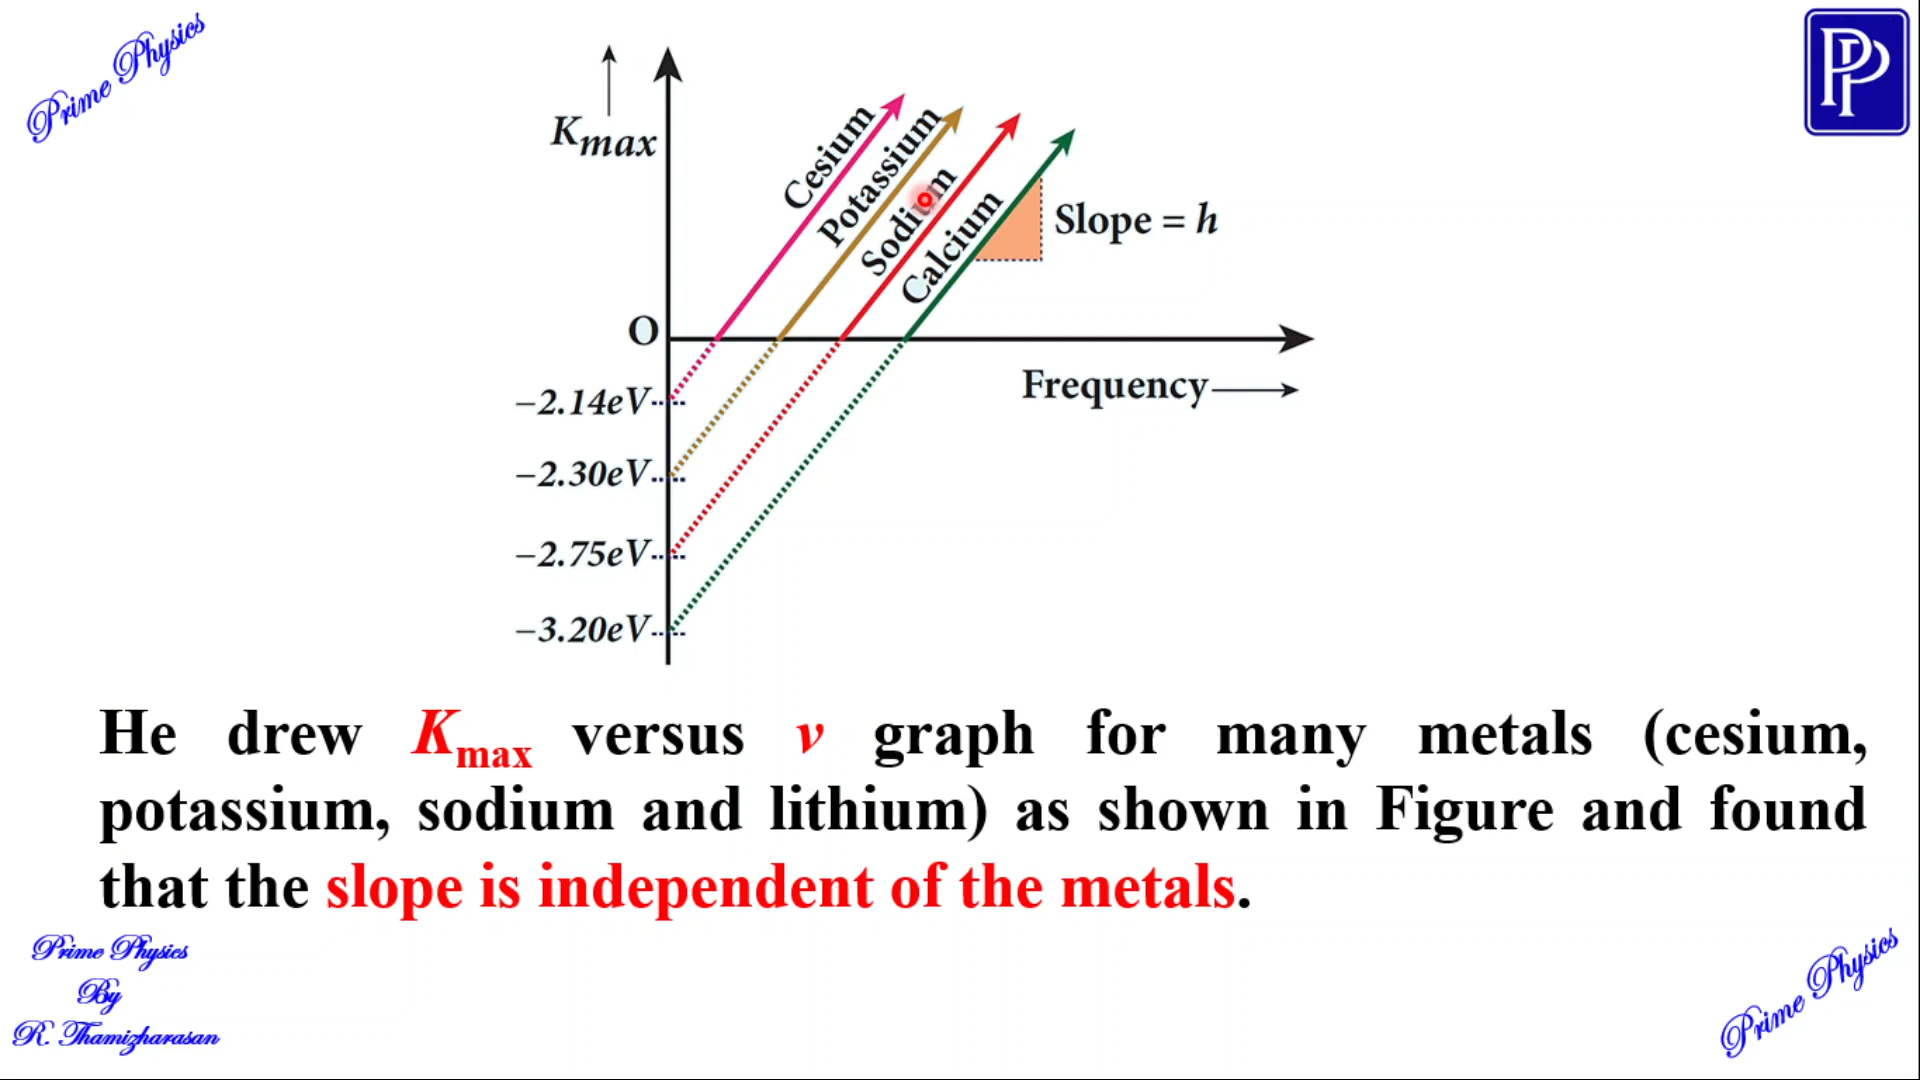 Prime Physics
PP
Kmax
Cesium
Potassium
Sodium
Calcium
Slope = h
O
Frequency
−2.14eV
−2.30eV
−2.75eV
−3.20eV
He drew Kmax versus ν graph for many metals (cesium,
potassium, sodium and lithium) as shown in Figure and found
that the slope is independent of the metals.
Prime Physics
By
R. Thamizharasan
Prime Physics